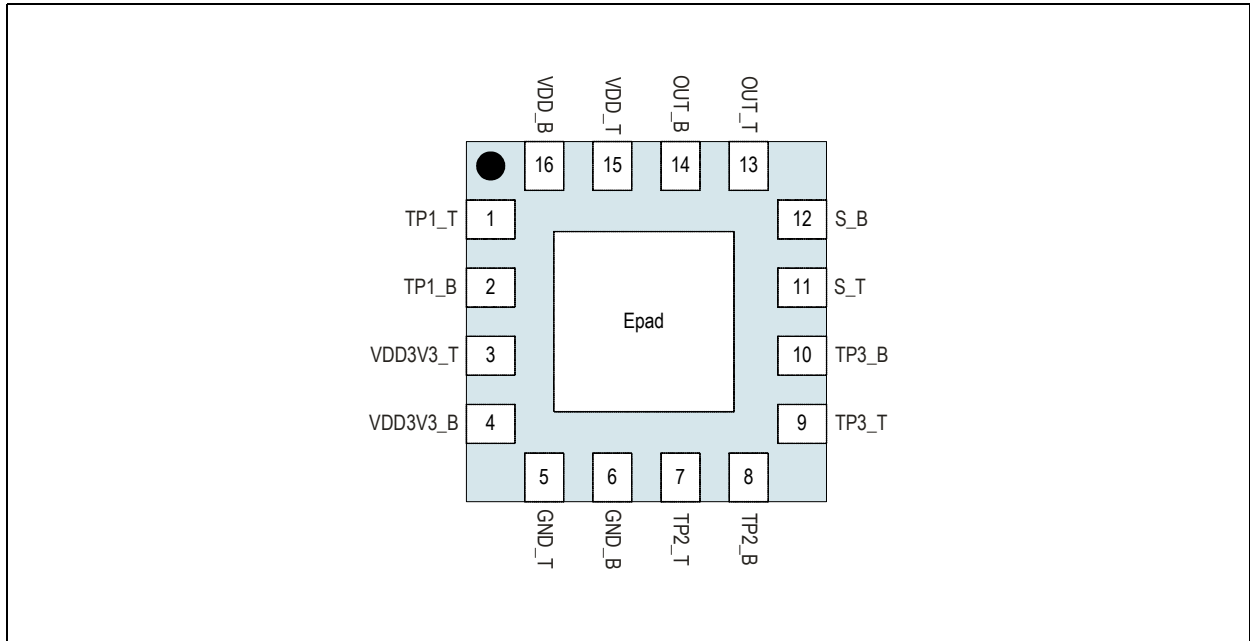 VDD_B VDD_T OUT_B OUT_T
16 15 14 13
TP1_T 1 12 S_B
TP1_B 2 11 S_T
Epad
VDD3V3_T 3 10 TP3_B
VDD3V3_B 4 9 TP3_T
5 6 7 8
GND_T GND_B TP2_T TP2_B